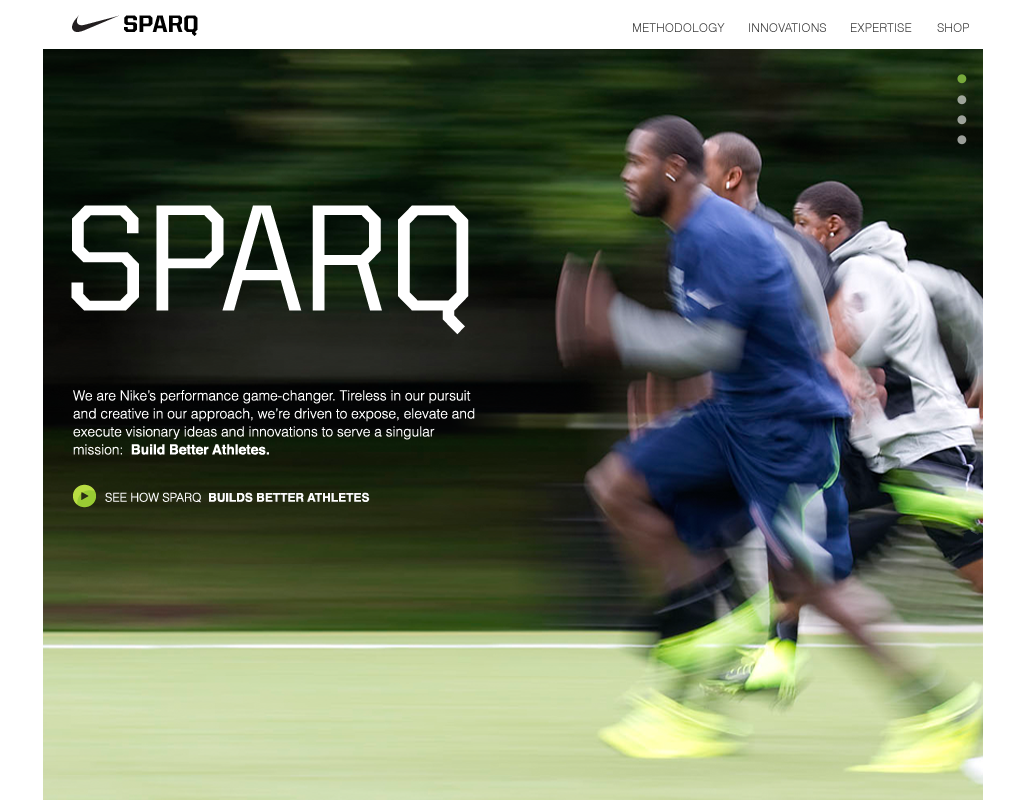 SPARQ
METHODOLOGY INNOVATIONS EXPERTISE SHOP
SPARQ
We are Nike's performance game-changer. Tireless in our pursuit
and creative in our approach, we're driven to expose, elevate and
execute visionary ideas and innovations to serve a singular
mission: Build Better Athletes.
SEE HOW SPARQ BUILDS BETTER ATHLETES